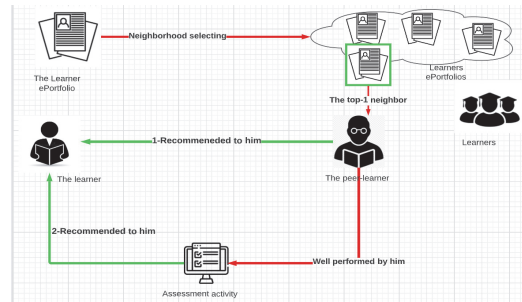 Neighborhood selecting
The Learner
ePortfolio
Learners
ePortfolios
The top-1 neighbor
Learners
1-Recommeneded to him
The learner
The peer-learner
2-Recommended to him
Well performed by him
Assessment activity